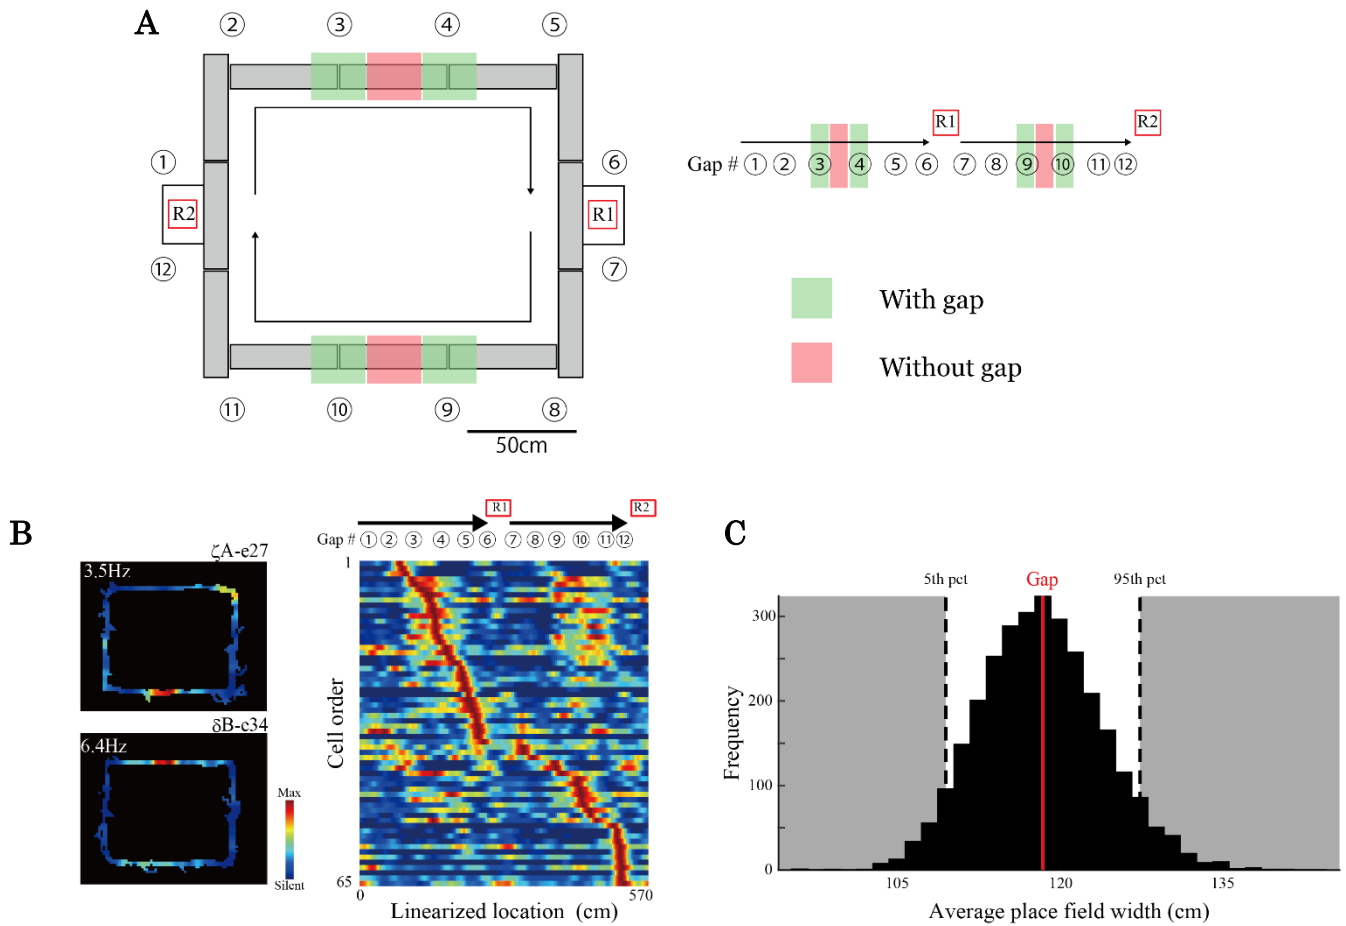 A
② ③ ④ ⑤
① ⑥
R2 R1
⑫ ⑦
⑪ ⑩ ⑨ ⑧
50cm
R1 R2
Gap # ① ② ③ ④ ⑤ ⑥ ⑦ ⑧ ⑨ ⑩ ⑪ ⑫
With gap
Without gap
B
ζA-e27
3.5Hz
δB-c34
6.4Hz
Max
Silent
R1 R2
Gap # ① ② ③ ④ ⑤ ⑥ ⑦ ⑧ ⑨ ⑩ ⑪ ⑫
1
Cell order
65
0 570
Linearized location (cm)
C
5th pct Gap 95th pct
300
200
100
0
Frequency
105 120 135
Average place field width (cm)